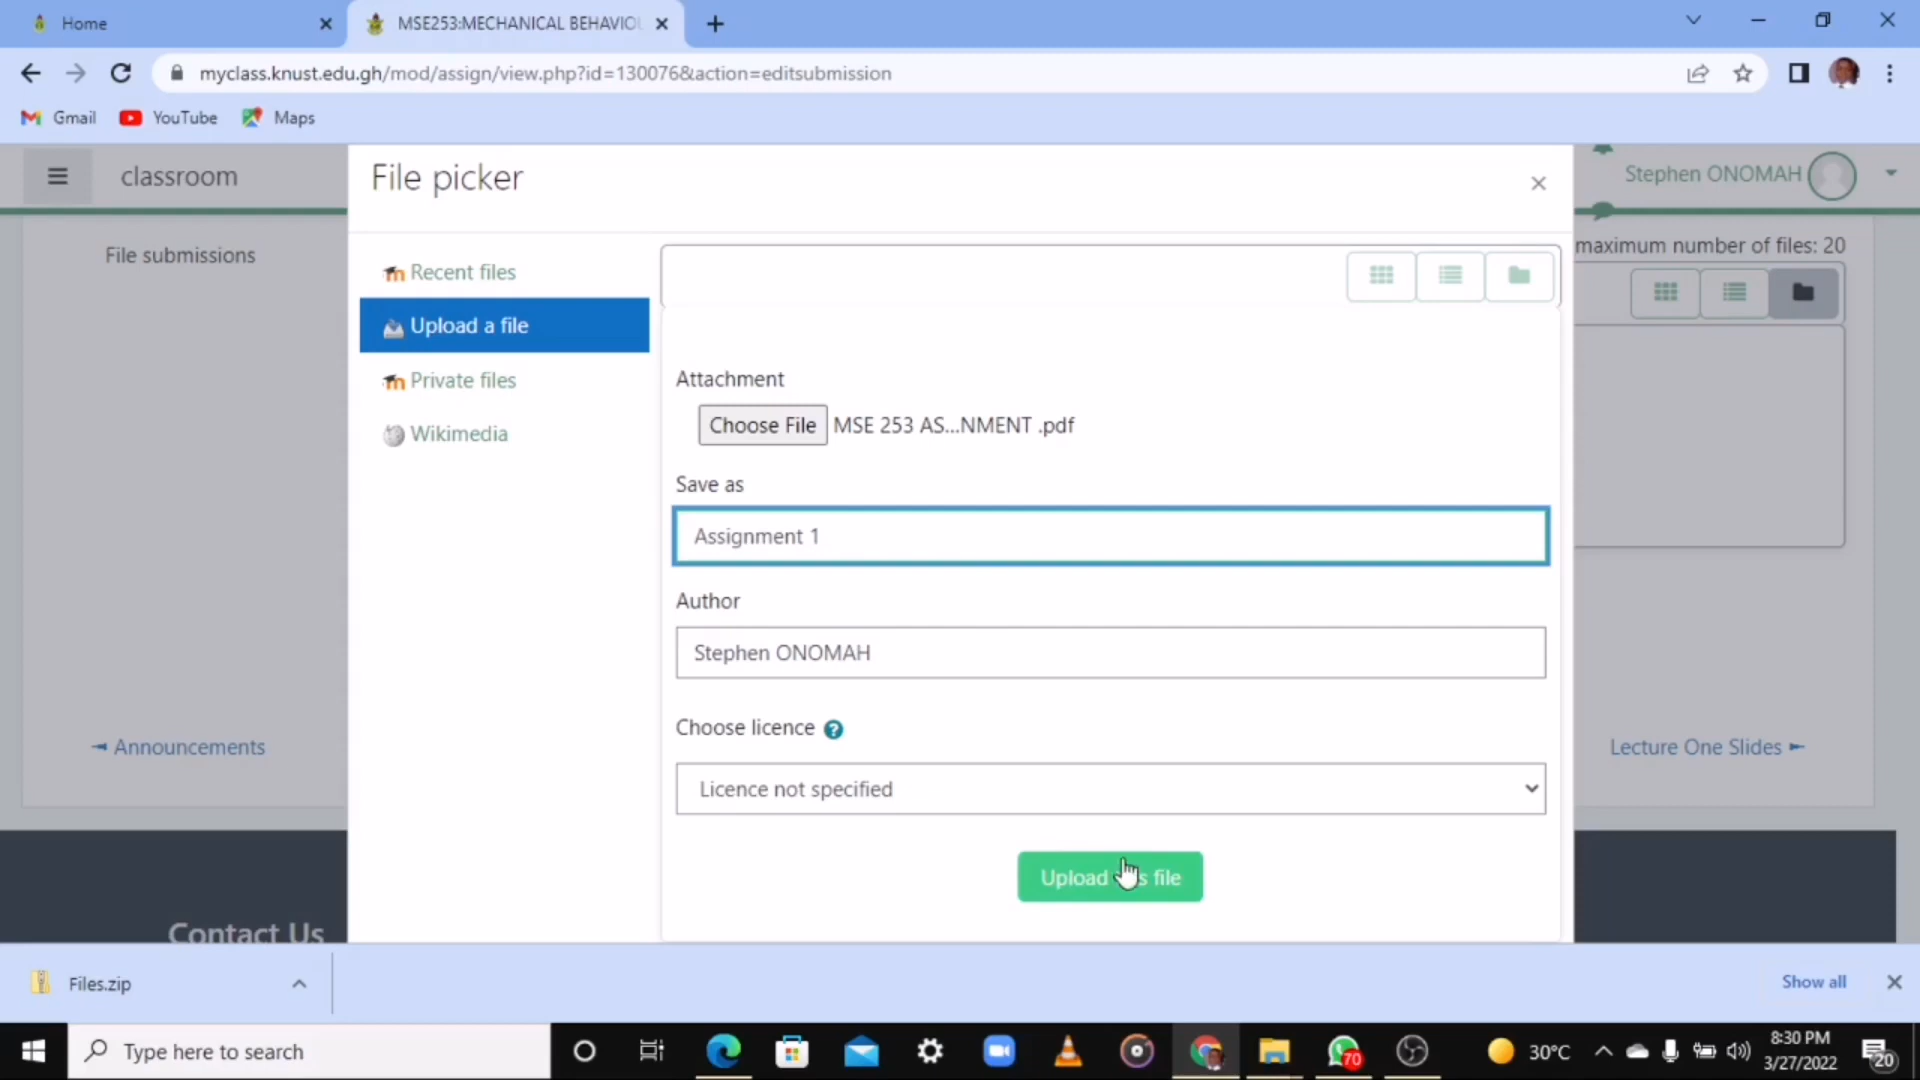 Home
MSE253:MECHANICAL BEHAVIOU
myclass.knust.edu.gh/mod/assign/view.php?id=130076&action=editsubmission
Gmail
YouTube
Maps
classroom
File picker
Stephen ONOMAH
File submissions
maximum number of files: 20
Recent files
Upload a file
Private files
Wikimedia
Attachment
Choose File MSE 253 AS...NMENT .pdf
Save as
Assignment 1
Author
Stephen ONOMAH
Choose licence
Licence not specified
Upload s file
Announcements
Lecture One Slides
Contact Us
Files.zip
Show all
Type here to search
70
30°C
8:30 PM
3/27/2022
20